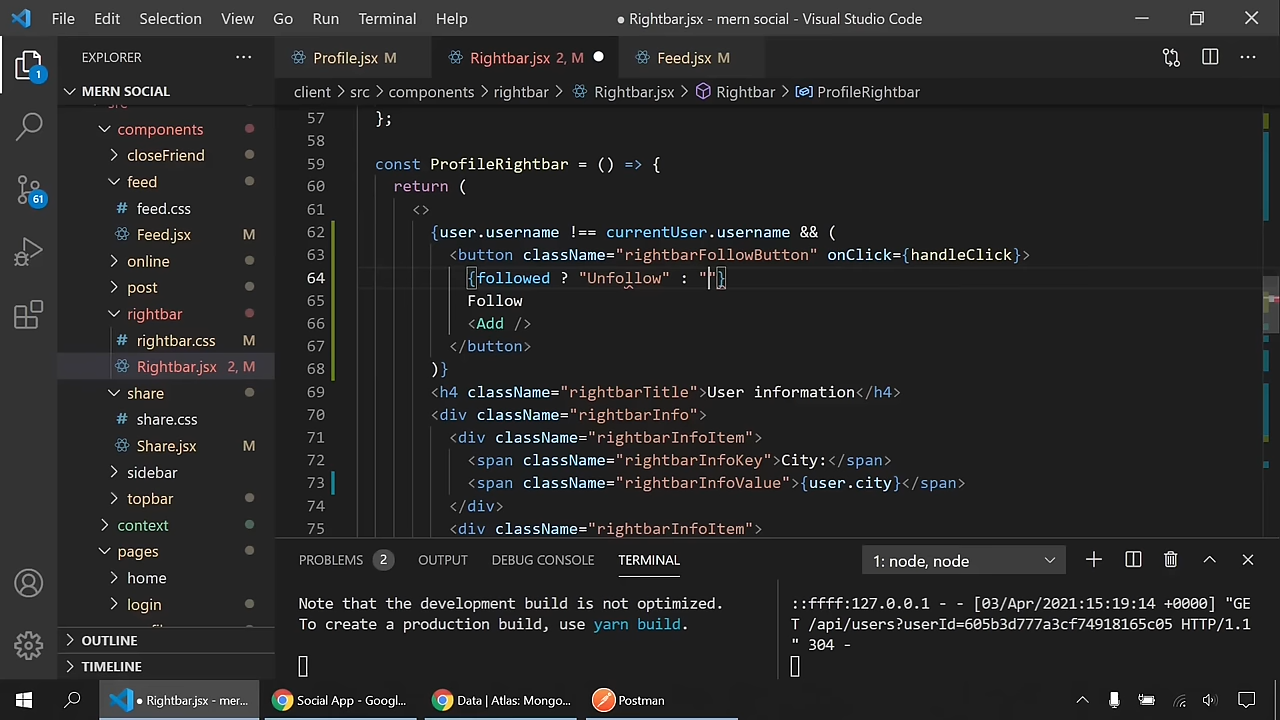 File Edit Selection View Go Run Terminal Help
● Rightbar.jsx - mern social - Visual Studio Code
EXPLORER
1
61
MERN SOCIAL
src
components
closeFriend
feed
# feed.css
Feed.jsx M
online
post
rightbar
# rightbar.css M
Rightbar.jsx 2, M
share
# share.css
Share.jsx M
sidebar
topbar
context
pages
home
login
OUTLINE
TIMELINE
Profile.jsx M
Rightbar.jsx 2, M
Feed.jsx M
client > src > components > rightbar > Rightbar.jsx > Rightbar > ProfileRightbar
57 };
58
59 const ProfileRightbar = () => {
60 return (
61 <>
62 {user.username !== currentUser.username && (
63 <button className="rightbarFollowButton" onClick={handleClick}>
64 {followed ? "Unfollow" : ""}
65 Follow
66 <Add />
67 </button>
68 )}
69 <h4 className="rightbarTitle">User information</h4>
70 <div className="rightbarInfo">
71 <div className="rightbarInfoItem">
72 <span className="rightbarInfoKey">City:</span>
73 <span className="rightbarInfoValue">{user.city}</span>
74 </div>
75 <div className="rightbarInfoItem">
PROBLEMS 2 OUTPUT DEBUG CONSOLE TERMINAL
1: node, node
Note that the development build is not optimized.
To create a production build, use yarn build.
::ffff:127.0.0.1 - - [03/Apr/2021:15:19:14 +0000] "GE
T /api/users?userId=605b3d777a3cf74918165c05 HTTP/1.1
" 304 -
● Rightbar.jsx - mer...
Social App - Googl...
Data | Atlas: Mongo...
Postman